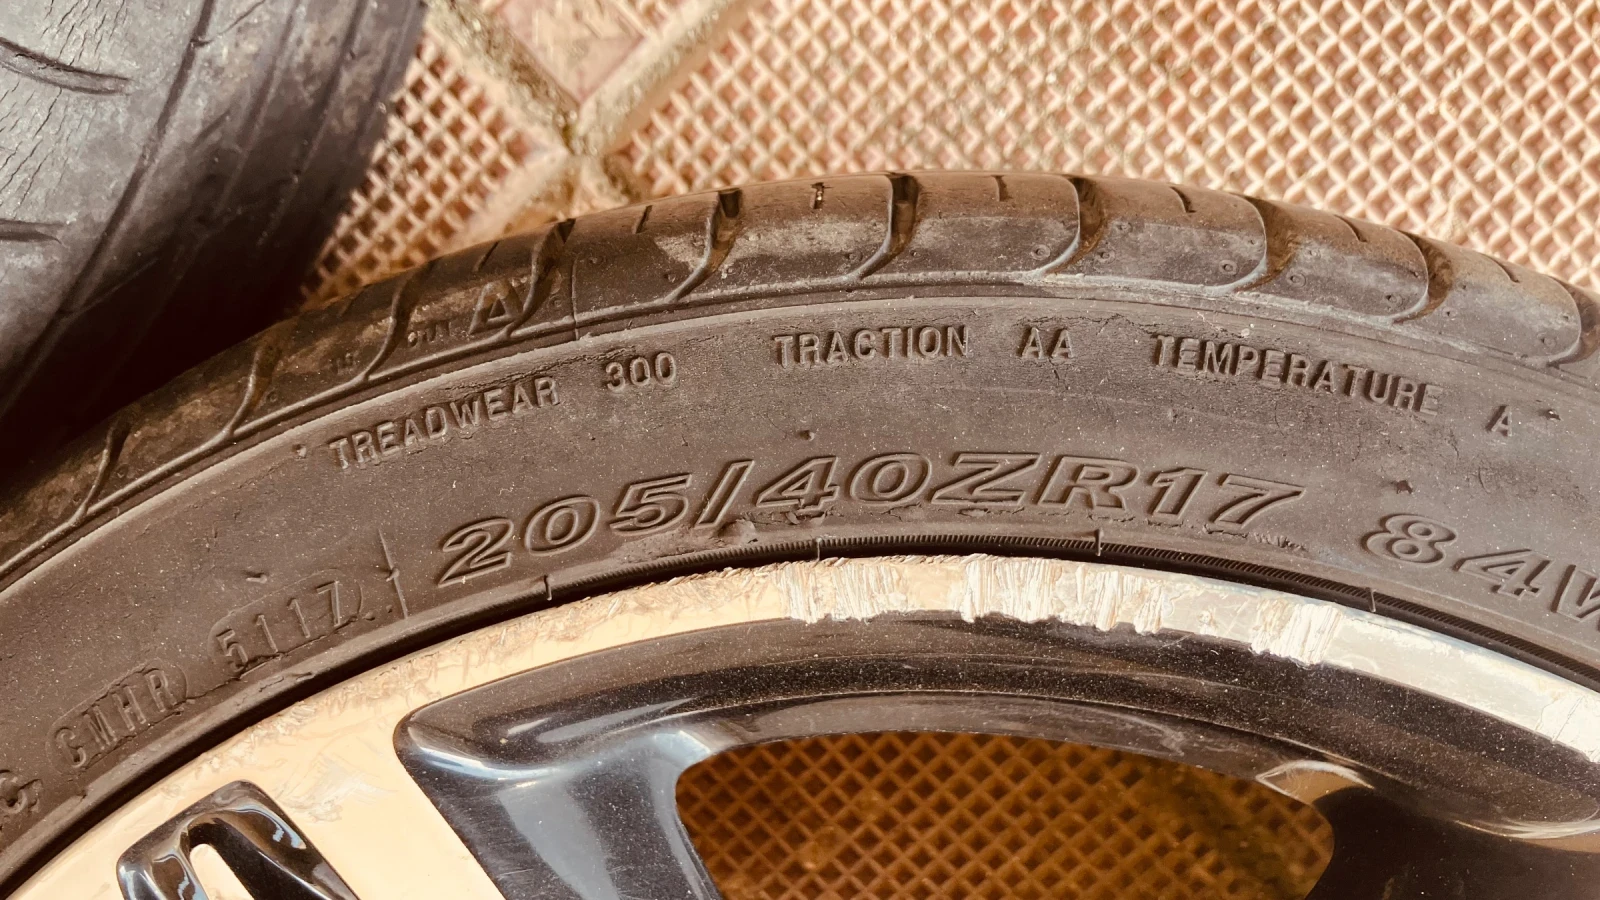 TREADWEAR 300 TRACTION AA TEMPERATURE A
205/40ZR17 84W
5117